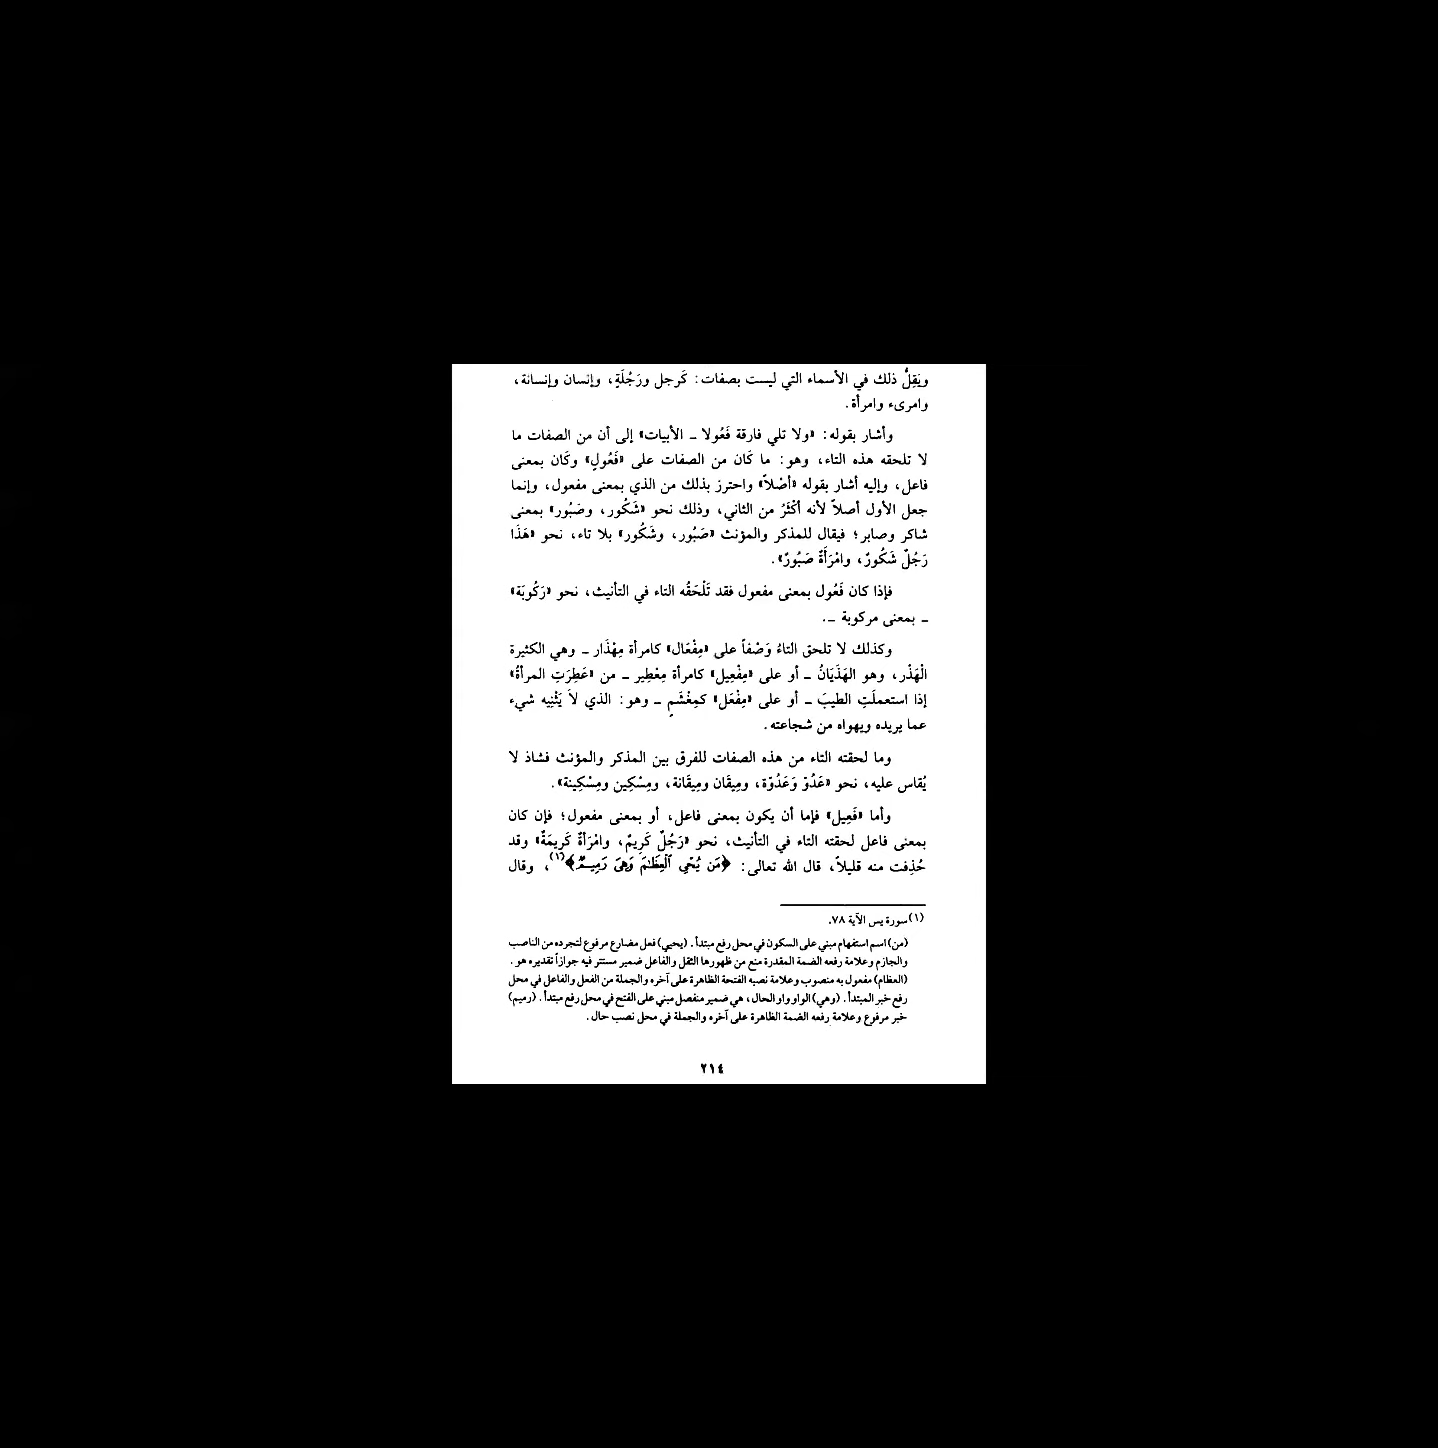 ويَقِلُّ ذلك في الأسماء التي ليست بصفات: كَرجل ورَجُلَةٍ، وإنسان وإنسانة،
وامرىء وامرأة.
وأشار بقوله: «ولا تلي فارقة فَعُولا ــ الأبيات» إلى أن من الصفات ما
لا تلحقه هذه التاء، وهو: ما كَان من الصفات على «فَعُولٍ» وكَان بمعنى
فاعل، وإليه أشار بقوله «أصْلاً» واحترز بذلك من الذي بمعنى مفعول، وإنما
جعل الأول أصلاً لأنه أكْثَرُ من الثاني، وذلك نحو «شَكُور، وصَبُور» بمعنى
شاكر وصابر؛ فيقال للمذكر والمؤنث «صَبُور، وشَكُور» بلا تاء، نحو «هَذَا
رَجُلٌ شَكُورٌ، وامْرَأَةٌ صَبُورٌ».
فإذا كان فَعُول بمعنى مفعول فقد تَلْحَقُه التاء في التأنيث، نحو «رَكُوبَة»
ــ بمعنى مركوبة ــ.
وكذلك لا تلحق التاءُ وَصْفاً على «مِفْعَال» كامرأة مِهْذَار ــ وهي الكثيرة
الْهَذْر، وهو الهَذَيَانُ ــ أو على «مِفْعِيل» كامرأة مِعْطِير ــ من «عَطِرَتِ المرأةُ»
إذا استعملَتِ الطيبَ ــ أو على «مِفْعَل» كمِغْشَمٍ ــ وهو: الذي لاَ يَثْنِيه شيء
عما يريده ويهواه من شجاعته.
وما لحقته التاء من هذه الصفات للفرق بين المذكر والمؤنث فشاذ لا
يُقاس عليه، نحو «عَدُوّ وَعَدُوّة، ومِيقَان ومِيقَانة، ومِسْكِينٍ ومِسْكِينة».
وأما «فَعِيل» فإما أن يكون بمعنى فاعل، أو بمعنى مفعول؛ فإن كان
بمعنى فاعل لحقته التاء في التأنيث، نحو «رَجُلٌ كَرِيمٌ، وامْرَأةٌ كَرِيمَةٌ» وقد
حُذِفت منه قليلاً، قال الله تعالى: ﴿مَن يُحْيِ ٱلْعِظَٰمَ وَهِىَ رَمِيمٌ﴾(١)، وقال
(١) سورة يس الآية ٧٨.
(من) اسم استفهام مبني على السكون في محل رفع مبتدأ. (يحيي) فعل مضارع مرفوع لتجرده من الناصب
والجازم وعلامة رفعه الضمة المقدرة منع من ظهورها الثقل والفاعل ضمير مستتر فيه جوازاً تقديره هو.
(العظام) مفعول به منصوب وعلامة نصبه الفتحة الظاهرة على آخره والجملة من الفعل والفاعل في محل
رفع خبر المبتدأ. (وهي) الواو واو الحال، هي ضمير منفصل مبني على الفتح في محل رفع مبتدأ. (رميم)
خبر مرفوع وعلامة رفعه الضمة الظاهرة على آخره والجملة في محل نصب حال.
٢١٤